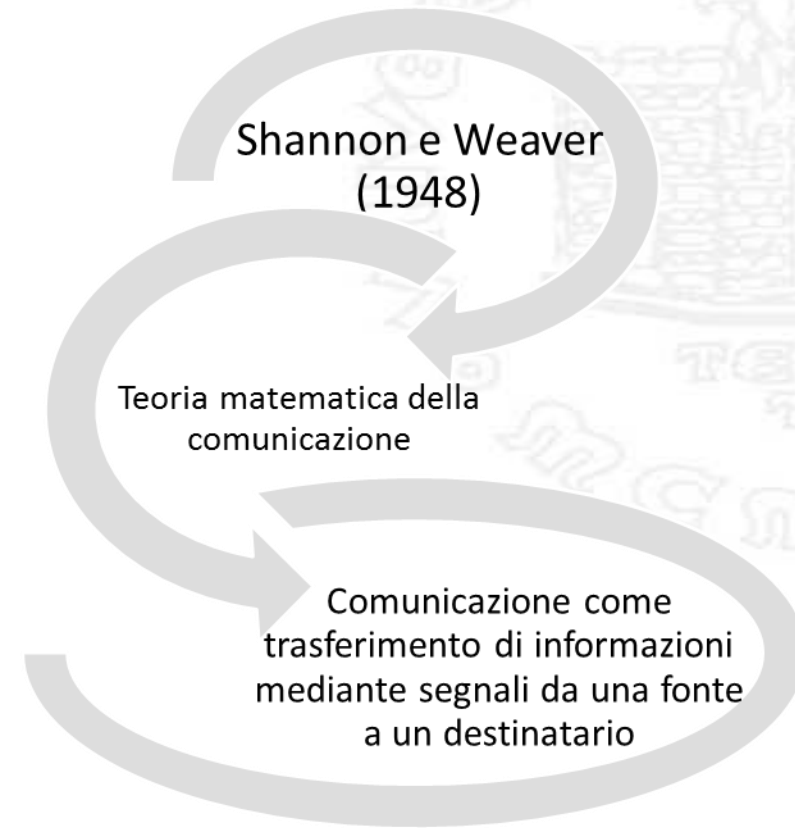 Shannon e Weaver
(1948)
Teoria matematica della
comunicazione
Comunicazione come
trasferimento di informazioni
mediante segnali da una fonte
a un destinatario